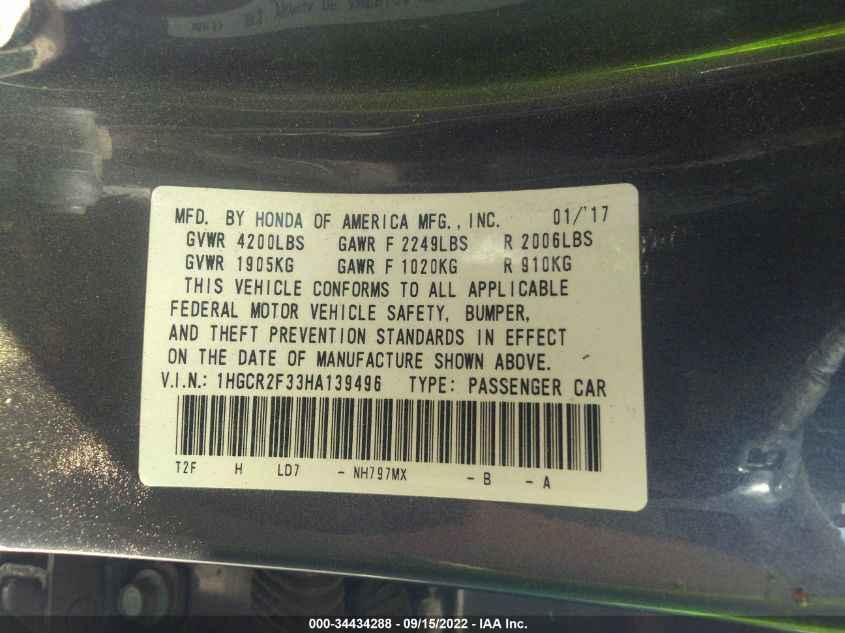 MFD. BY HONDA OF AMERICA MFG., INC. 01/'17
GVWR 4200LBS GAWR F 2249LBS R 2006LBS
GVWR 1905KG GAWR F 1020KG R 910KG
THIS VEHICLE CONFORMS TO ALL APPLICABLE
FEDERAL MOTOR VEHICLE SAFETY, BUMPER,
AND THEFT PREVENTION STANDARDS IN EFFECT
ON THE DATE OF MANUFACTURE SHOWN ABOVE.
V.I.N.: 1HGCR2F33HA139496 TYPE: PASSENGER CAR
T2F H LD7 - NH797MX - B - A
000-34434288 - 09/15/2022 - IAA Inc.